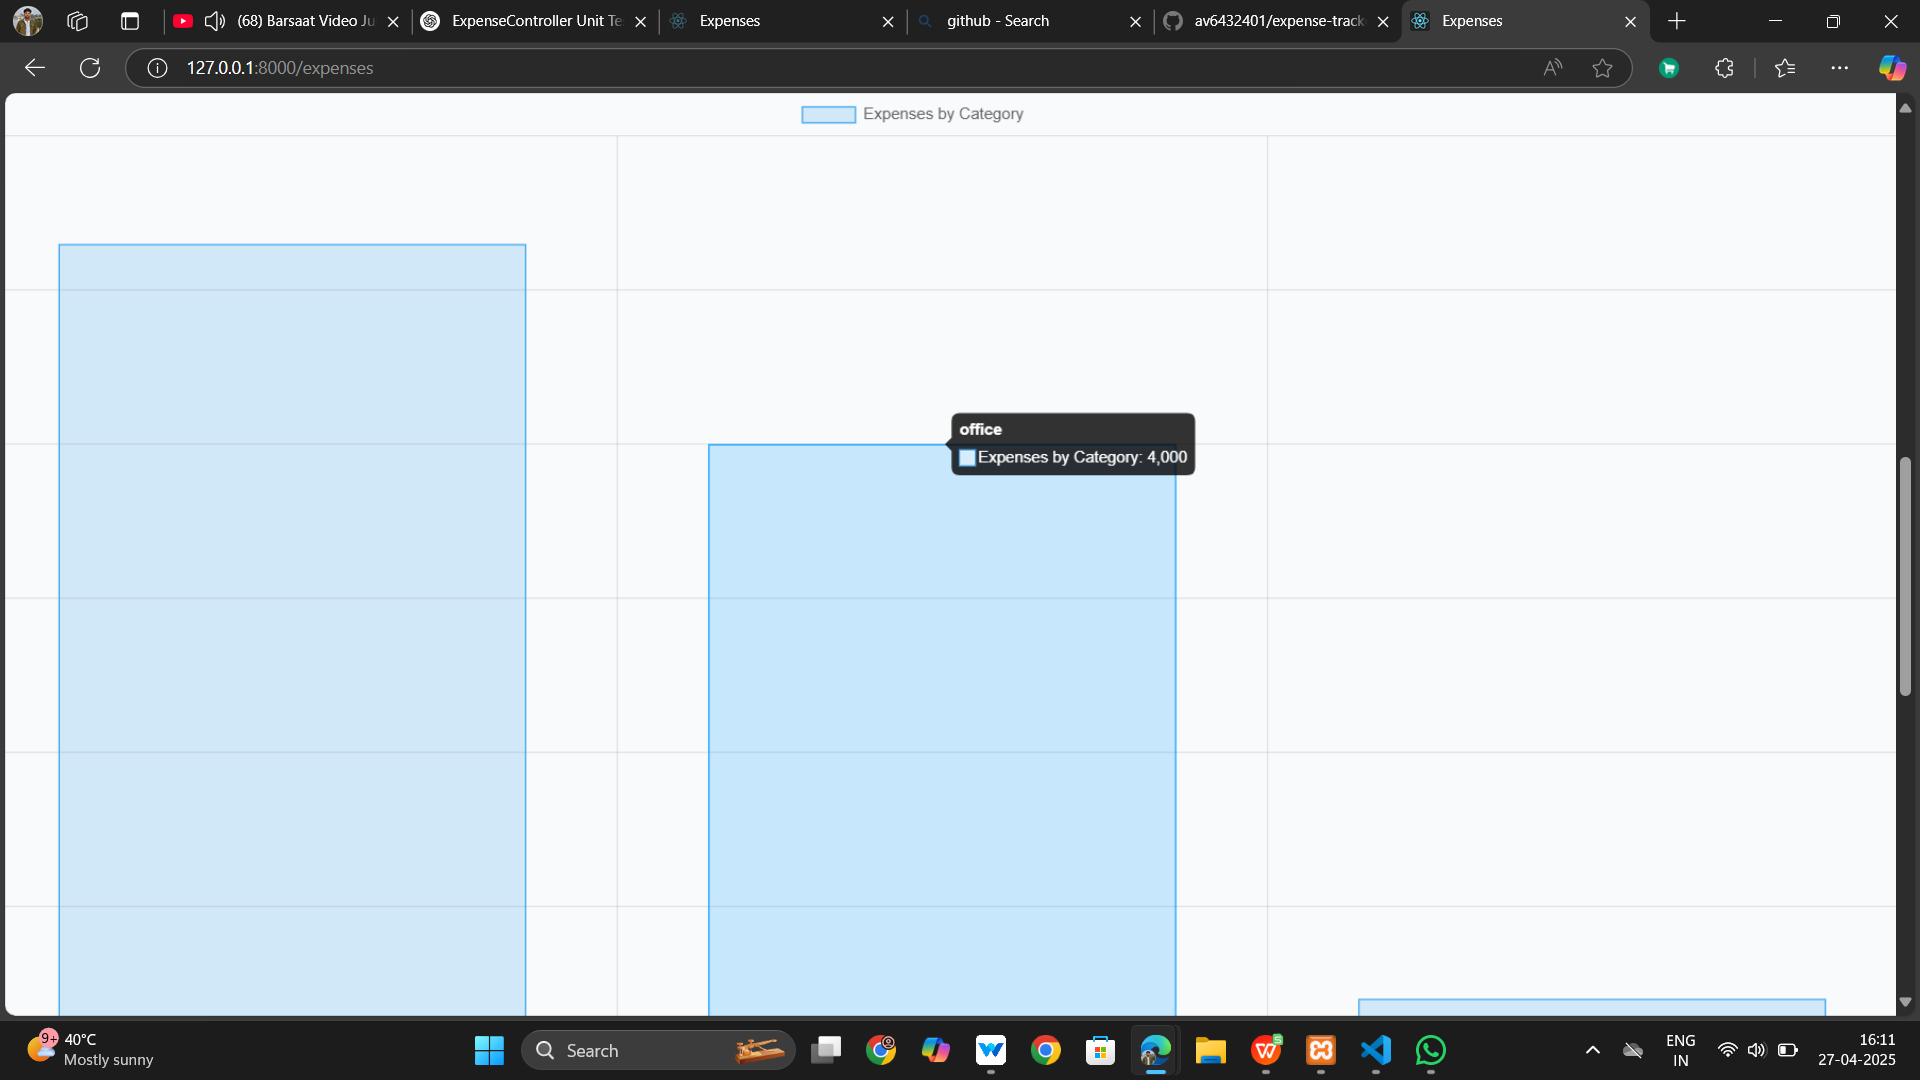 (68) Barsaat Video Ju
ExpenseController Unit Te
Expenses
github - Search
av6432401/expense-track
Expenses
127.0.0.1:8000/expenses
Expenses by Category
office
Expenses by Category: 4,000
9+
40°C
Mostly sunny
Search
ENG
IN
16:11
27-04-2025